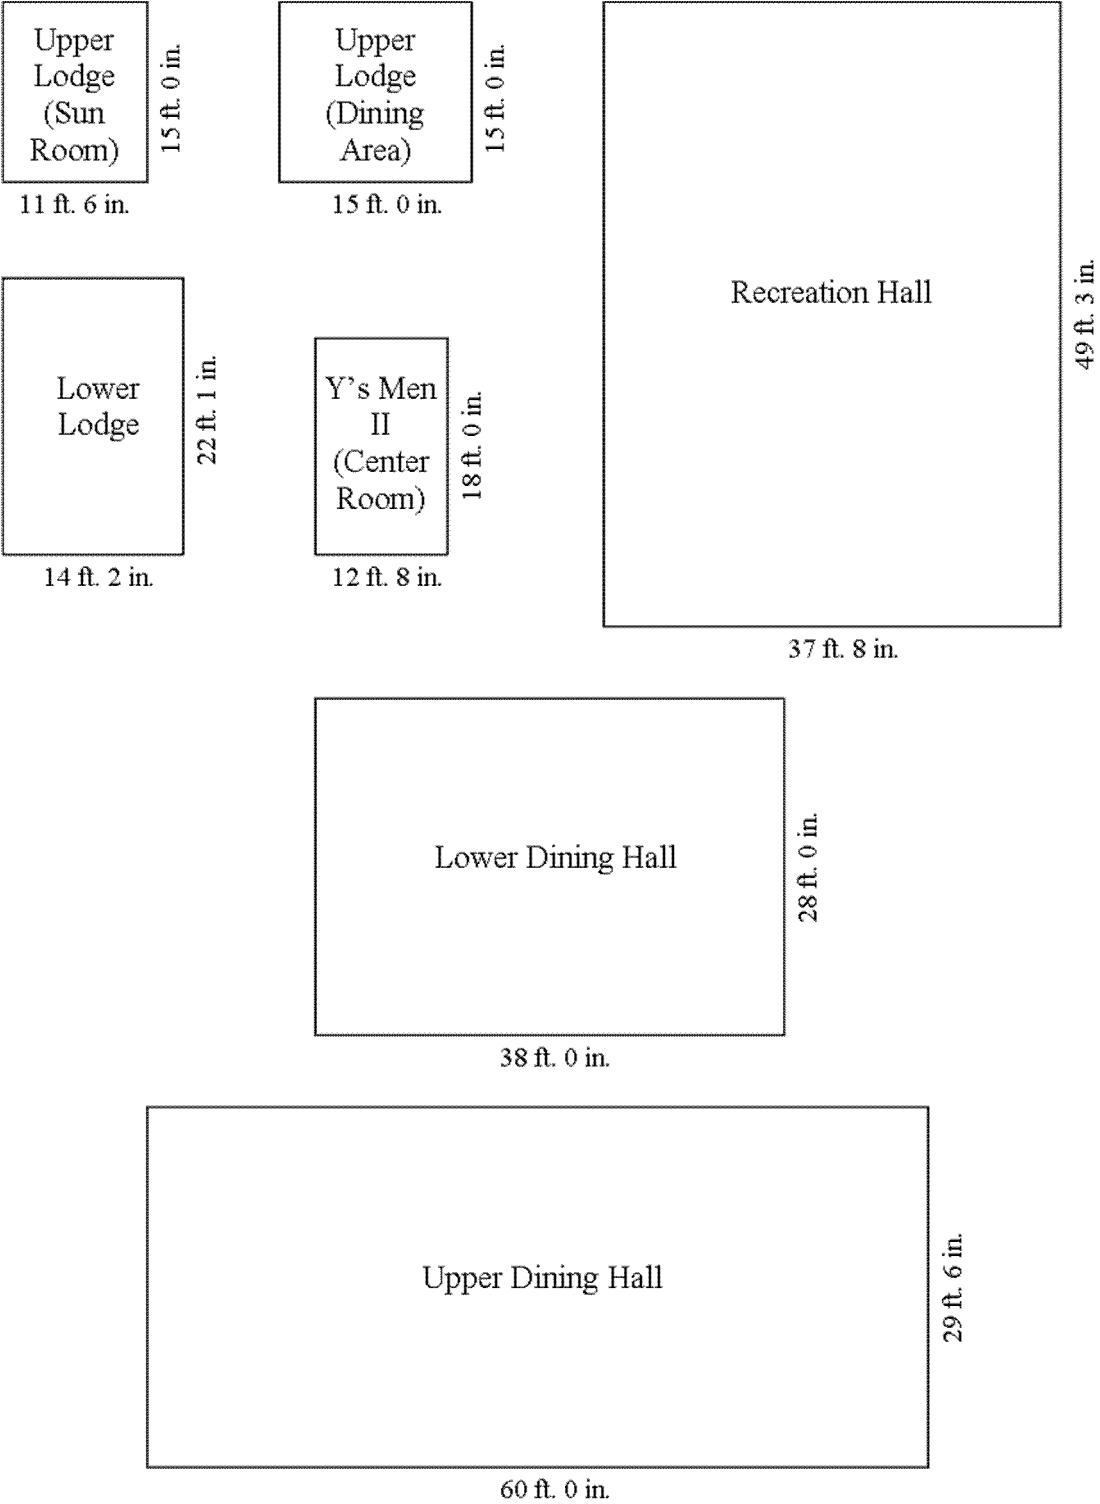 Upper
Lodge
(Sun
Room)
15 ft. 0 in.
11 ft. 6 in.
Upper
Lodge
(Dining
Area)
15 ft. 0 in.
15 ft. 0 in.
Recreation Hall
49 ft. 3 in.
37 ft. 8 in.
Lower
Lodge
22 ft. 1 in.
14 ft. 2 in.
Y's Men
II
(Center
Room)
18 ft. 0 in.
12 ft. 8 in.
Lower Dining Hall
28 ft. 0 in.
38 ft. 0 in.
Upper Dining Hall
29 ft. 6 in.
60 ft. 0 in.